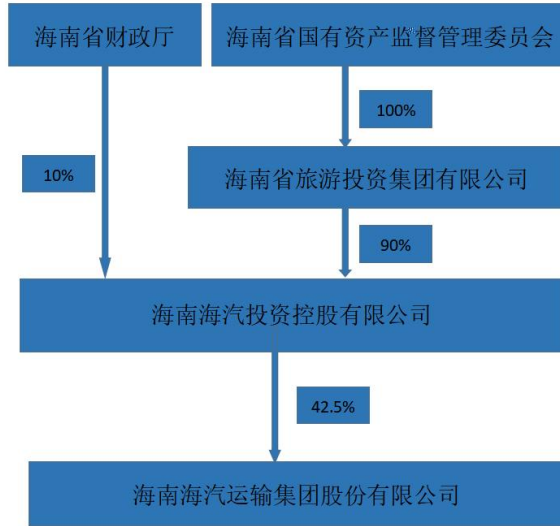 海南省财政厅
海南省国有资产监督管理委员会
100%
10%
海南省旅游投资集团有限公司
90%
海南海汽投资控股有限公司
42.5%
海南海汽运输集团股份有限公司